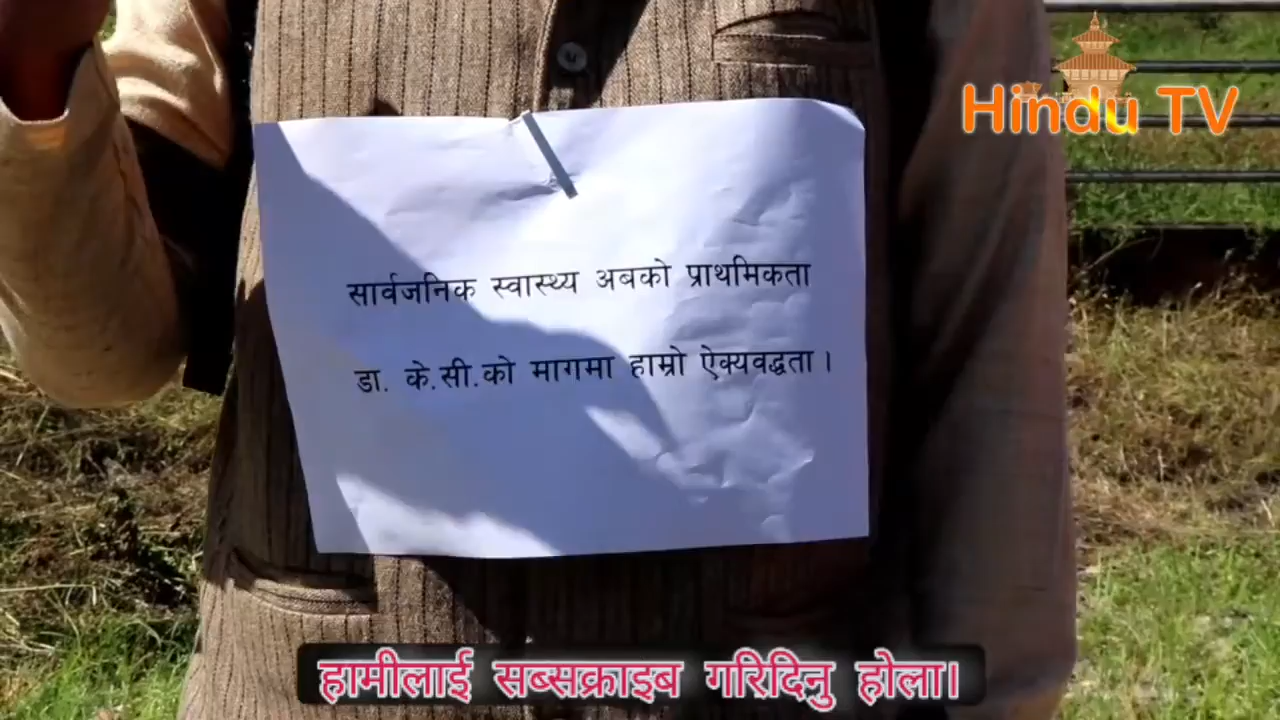 Hindu TV
सार्वजनिक स्वास्थ्य अबको प्राथमिकता
डा. के.सी.को मागमा हाम्रो ऐक्यवद्धता।
हामीलाई सब्सक्राइब गरिदिनु होला।